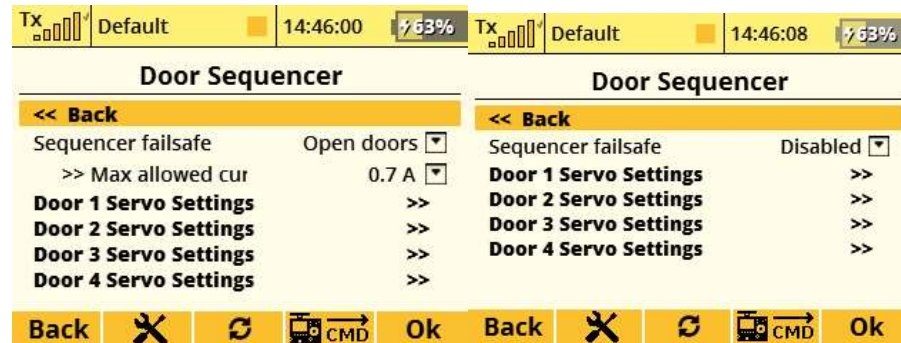 Tx Default 14:46:00 63%
Door Sequencer
<< Back
Sequencer failsafe Open doors
>> Max allowed cur 0.7 A
Door 1 Servo Settings >>
Door 2 Servo Settings >>
Door 3 Servo Settings >>
Door 4 Servo Settings >>
Back CMD Ok
Tx Default 14:46:08 63%
Door Sequencer
<< Back
Sequencer failsafe Disabled
Door 1 Servo Settings >>
Door 2 Servo Settings >>
Door 3 Servo Settings >>
Door 4 Servo Settings >>
Back CMD Ok